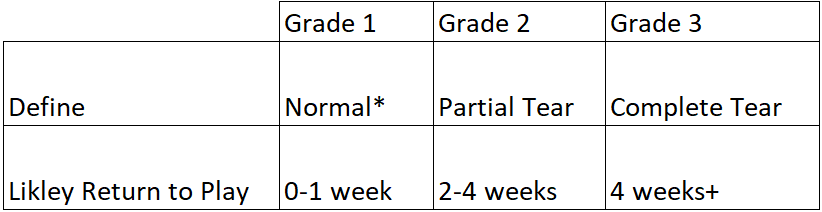 Grade 1 Grade 2 Grade 3
Define Normal* Partial Tear Complete Tear
Likley Return to Play 0-1 week 2-4 weeks 4 weeks+